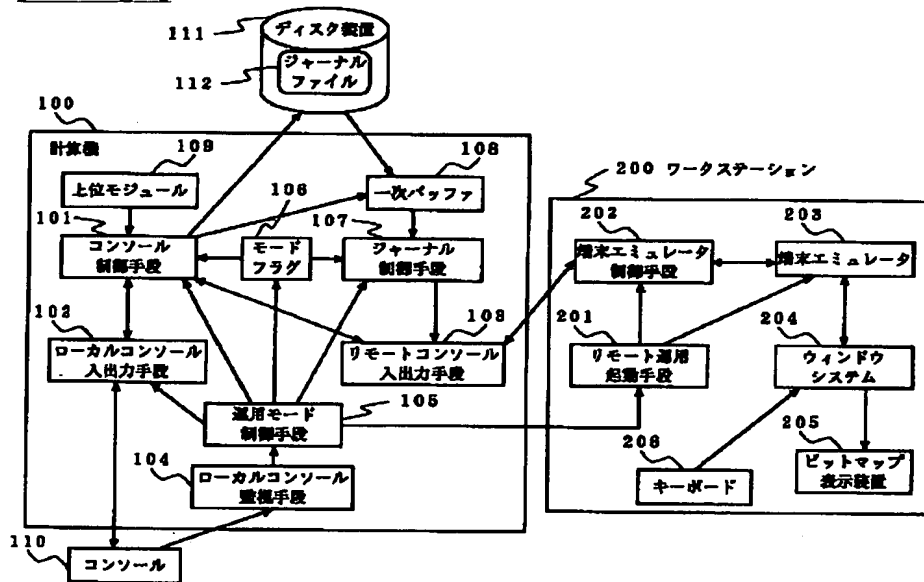 111
ディスク装置
ジャーナル
ファイル
112
100
計算機
109
上位モジュール
108
一次バッファ
101
コンソール
制御手段
106
モード
フラグ
107
ジャーナル
制御手段
102
ローカルコンソール
入出力手段
103
リモートコンソール
入出力手段
運用モード
制御手段
105
104
ローカルコンソール
監視手段
110
コンソール
200 ワークステーション
202
端末エミュレータ
制御手段
203
端末エミュレータ
201
リモート運用
起動手段
204
ウィンドウ
システム
206
キーボード
205
ビットマップ
表示装置